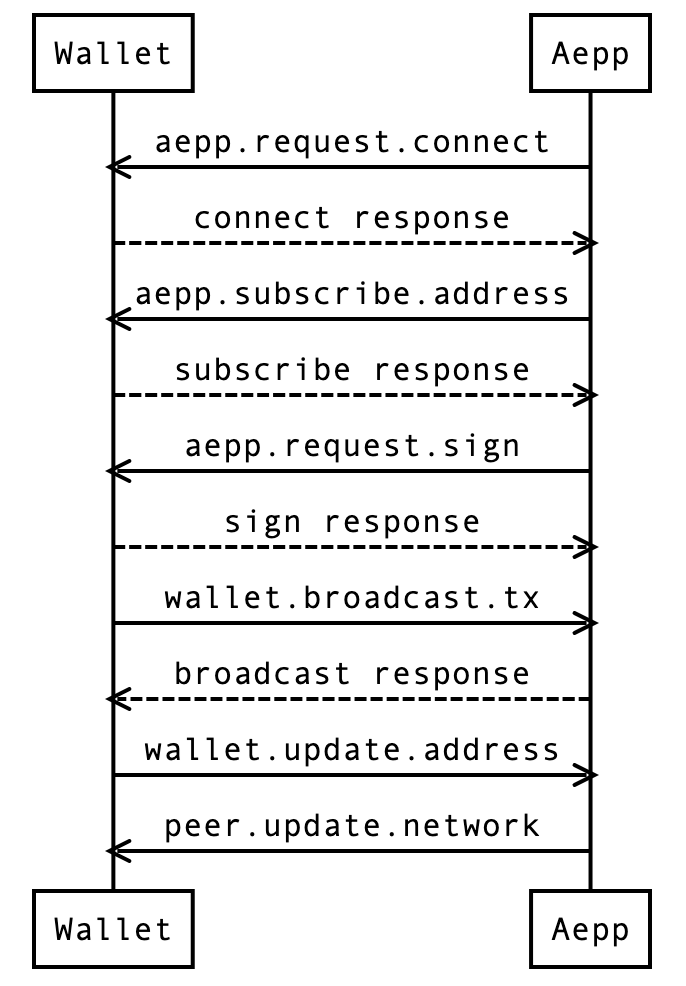 Wallet
Aepp
aepp.request.connect
connect response
aepp.subscribe.address
subscribe response
aepp.request.sign
sign response
wallet.broadcast.tx
broadcast response
wallet.update.address
peer.update.network
Wallet
Aepp